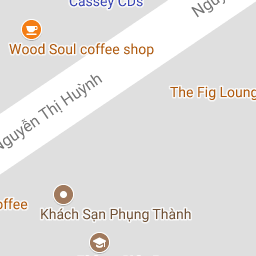 Cassey CDs
Wood Soul coffee shop
Nguyễn Thị Huỳnh
The Fig Loung
offee
Khách Sạn Phụng Thành